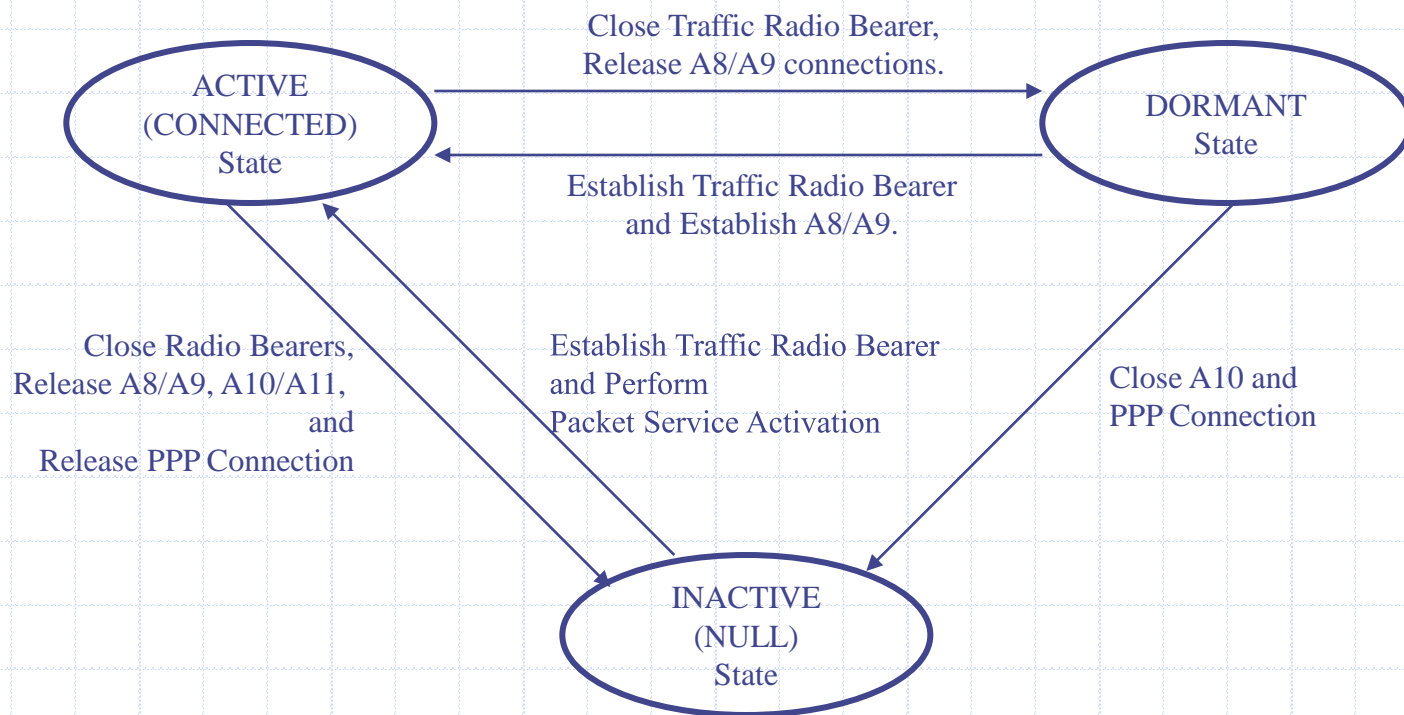 Close Traffic Radio Bearer,
Release A8/A9 connections.
ACTIVE
(CONNECTED)
State
DORMANT
State
Establish Traffic Radio Bearer
and Establish A8/A9.
Close Radio Bearers,
Release A8/A9, A10/A11,
and
Release PPP Connection
Establish Traffic Radio Bearer
and Perform
Packet Service Activation
Close A10 and
PPP Connection
INACTIVE
(NULL)
State